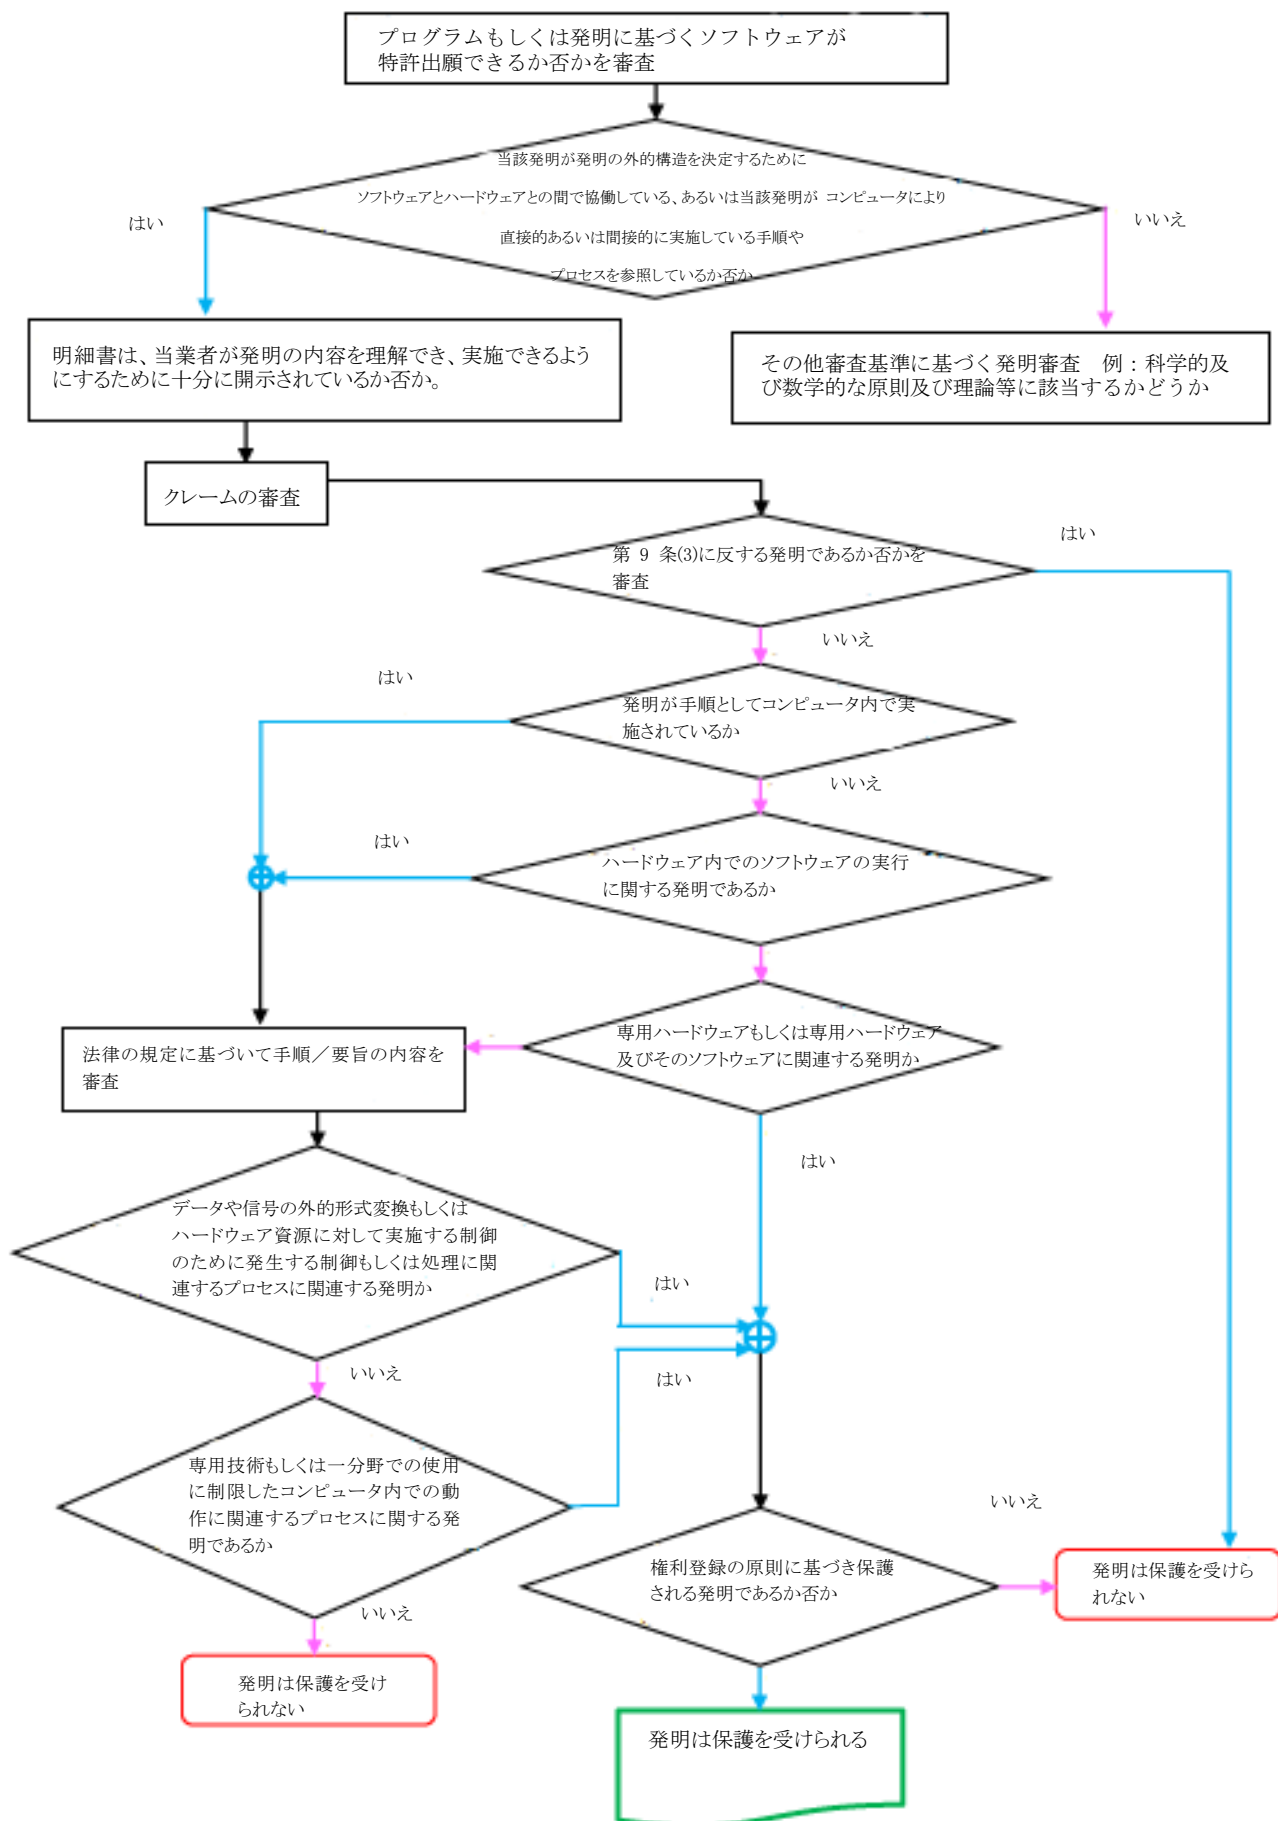 プログラムもしくは発明に基づくソフトウェアが
特許出願できるか否かを審査
当該発明が発明の外的構造を決定するために
ソフトウェアとハードウェアとの間で協働している、あるいは当該発明が コンピュータにより
直接的あるいは間接的に実施している手順や
プロセスを参照しているか否か
はい
いいえ
明細書は、当業者が発明の内容を理解でき、実施できるよう
にするために十分に開示されているか否か。
その他審査基準に基づく発明審査　例：科学的及
び数学的な原則及び理論等に該当するかどうか
クレームの審査
第 9 条(3)に反する発明であるか否かを
審査
はい
いいえ
はい
発明が手順としてコンピュータ内で実
施されているか
いいえ
はい
ハードウェア内でのソフトウェアの実行
に関する発明であるか
専用ハードウェアもしくは専用ハードウェア
及びそのソフトウェアに関連する発明か
法律の規定に基づいて手順／要旨の内容を
審査
はい
データや信号の外的形式変換もしくは
ハードウェア資源に対して実施する制御
のために発生する制御もしくは処理に関
連するプロセスに関連する発明か
はい
いいえ
はい
専用技術もしくは一分野での使用
に制限したコンピュータ内での動
作に関連するプロセスに関する発
明であるか
いいえ
権利登録の原則に基づき保護
される発明であるか否か
いいえ
発明は保護を受けら
れない
発明は保護を受け
られない
発明は保護を受けられる